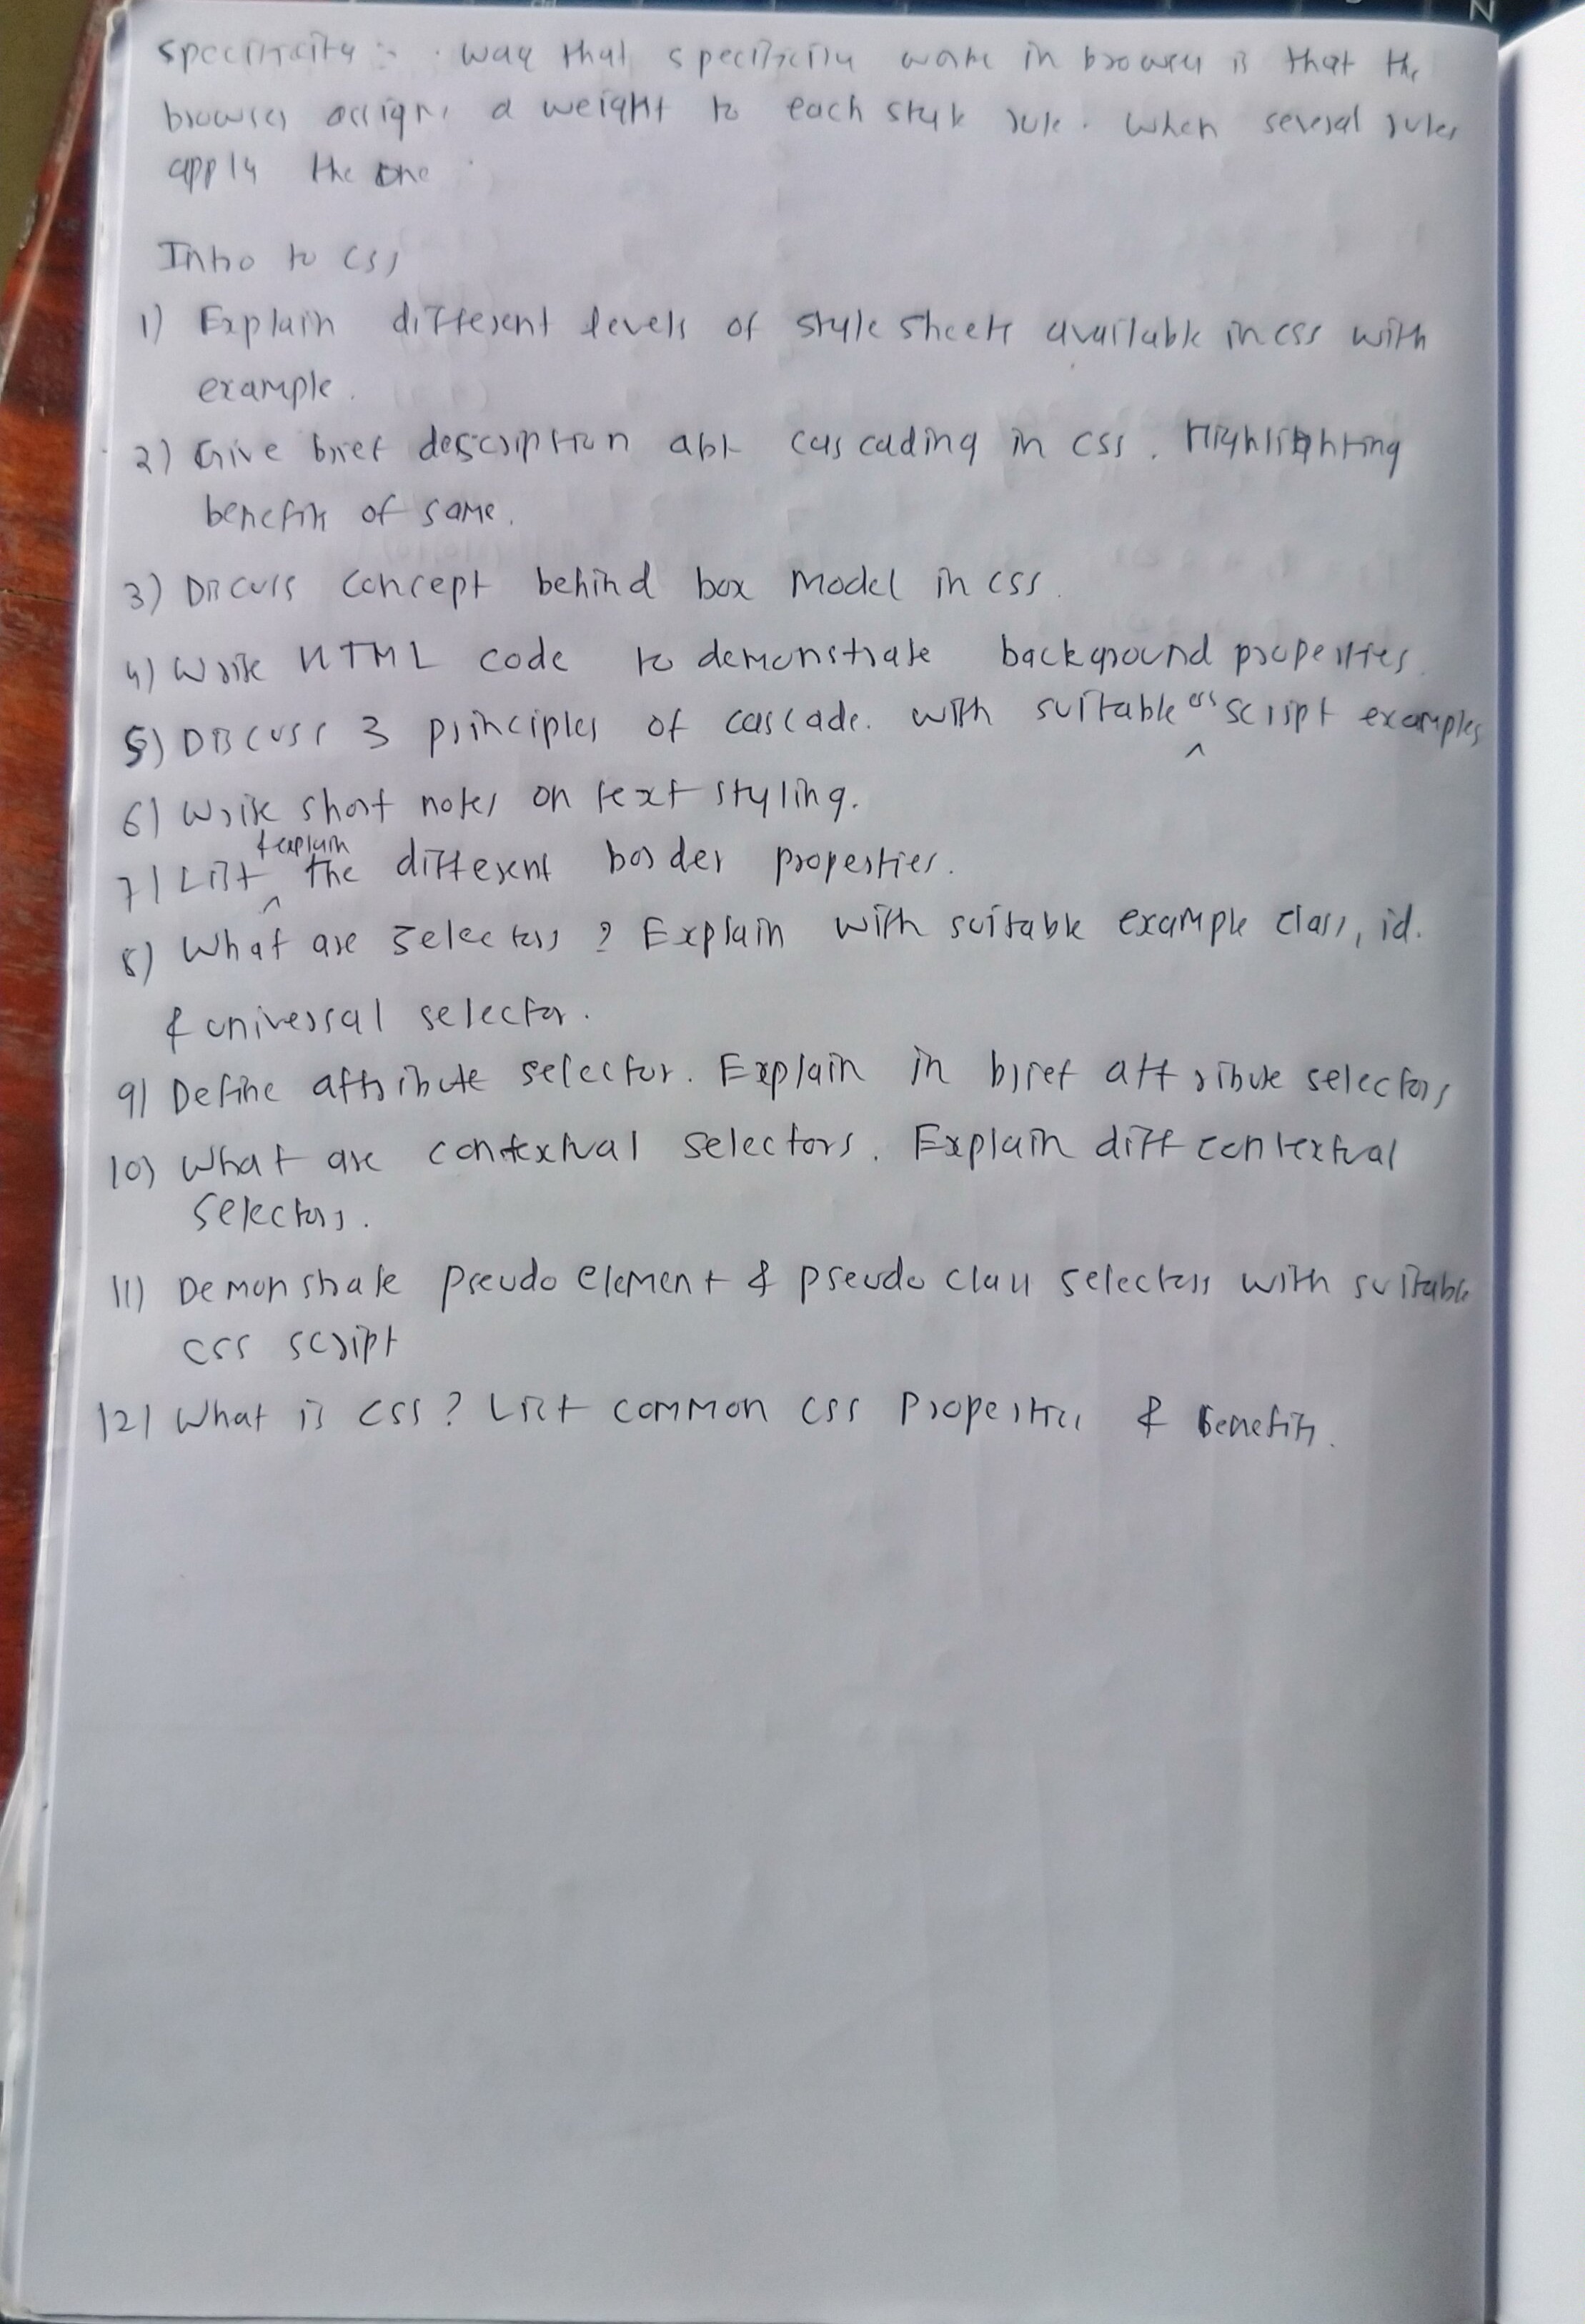 specificity :- . way that specificity work in browser is that the
browser assigns a weight to each style rule . When several rules
apply the one
Intro to CSS
1) Explain different levels of style sheets available in css with
example .
2) Give brief description abt cascading in css . Highlighting
benefits of same .
3) Discuss concept behind box model in css .
4) Write HTML code to demonstrate background properties .
5) Discuss 3 principles of cascade . with suitable css script examples
6) Write short notes on text styling .
7) List & explain the different border properties .
8) What are selectors ? Explain with suitable example class, id .
& universal selector .
9) Define attribute selector . Explain in brief attribute selectors
10) What are contextual selectors . Explain diff contextual
selectors .
11) Demonstrate pseudo element & pseudo class selectors with suitable
css script
12) What is css ? List common css Properties & benefits .